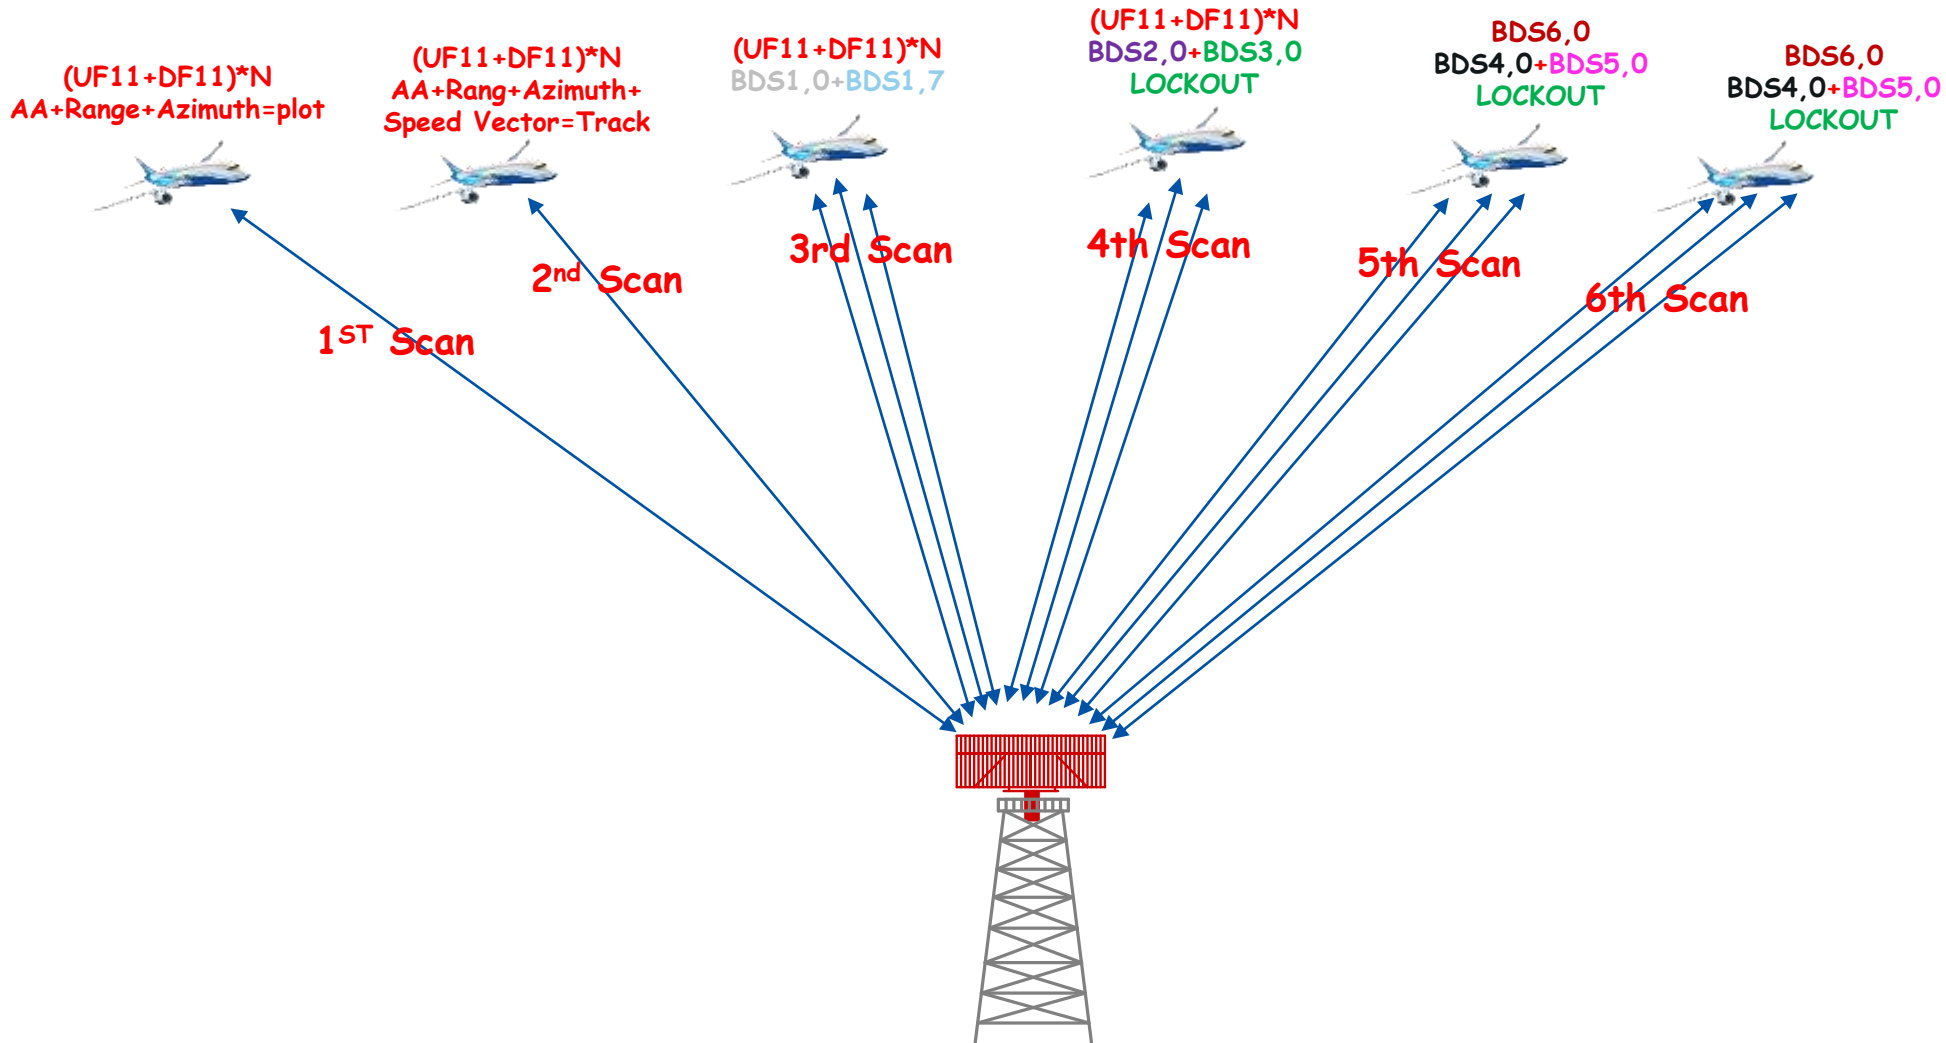 (UF11+DF11)*N
AA+Range+Azimuth=plot
(UF11+DF11)*N
AA+Rang+Azimuth+
Speed Vector=Track
(UF11+DF11)*N
BDS1,0+BDS1,7
(UF11+DF11)*N
BDS2,0+BDS3,0
LOCKOUT
BDS6,0
BDS4,0+BDS5,0
LOCKOUT
BDS6,0
BDS4,0+BDS5,0
LOCKOUT
1ST Scan
2nd Scan
3rd Scan
4th Scan
5th Scan
6th Scan